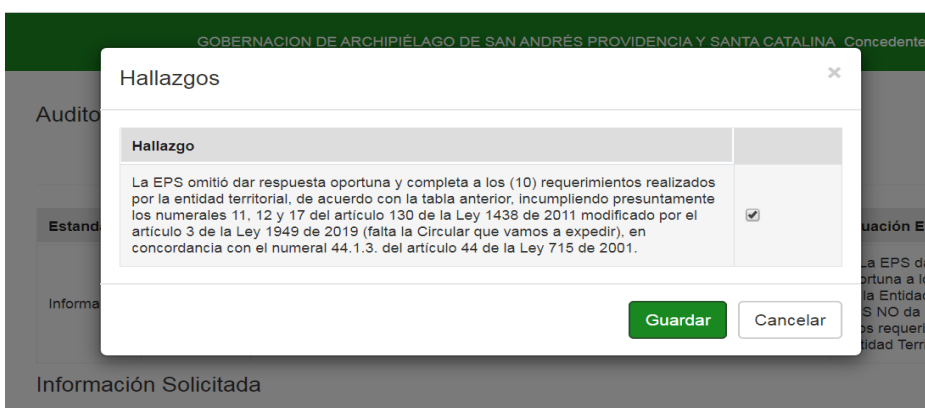 GOBERNACION DE ARCHIPIÉLAGO DE SAN ANDRÉS PROVIDENCIA Y SANTA CATALINA Concedente
Hallazgos ×
Audito
Hallazgo
La EPS omitió dar respuesta oportuna y completa a los (10) requerimientos realizados
por la entidad territorial, de acuerdo con la tabla anterior, incumpliendo presuntamente
los numerales 11, 12 y 17 del artículo 130 de la Ley 1438 de 2011 modificado por el
artículo 3 de la Ley 1949 de 2019 (falta la Circular que vamos a expedir), en
concordancia con el numeral 44.1.3. del artículo 44 de la Ley 715 de 2001.
Estand
uación E
La EPS da
ortuna a lo
la Entidad
S NO da
os requeri
tidad Terri
Informa
Guardar Cancelar
Información Solicitada